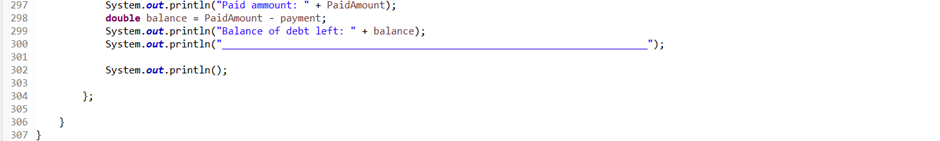 297 System.out.println("Paid ammount: " + PaidAmount);
298 double balance = PaidAmount - payment;
299 System.out.println("Balance of debt left: " + balance);
300 System.out.println("______________________________________________________________________");
301
302 System.out.println();
303
304 };
305
306 }
307 }